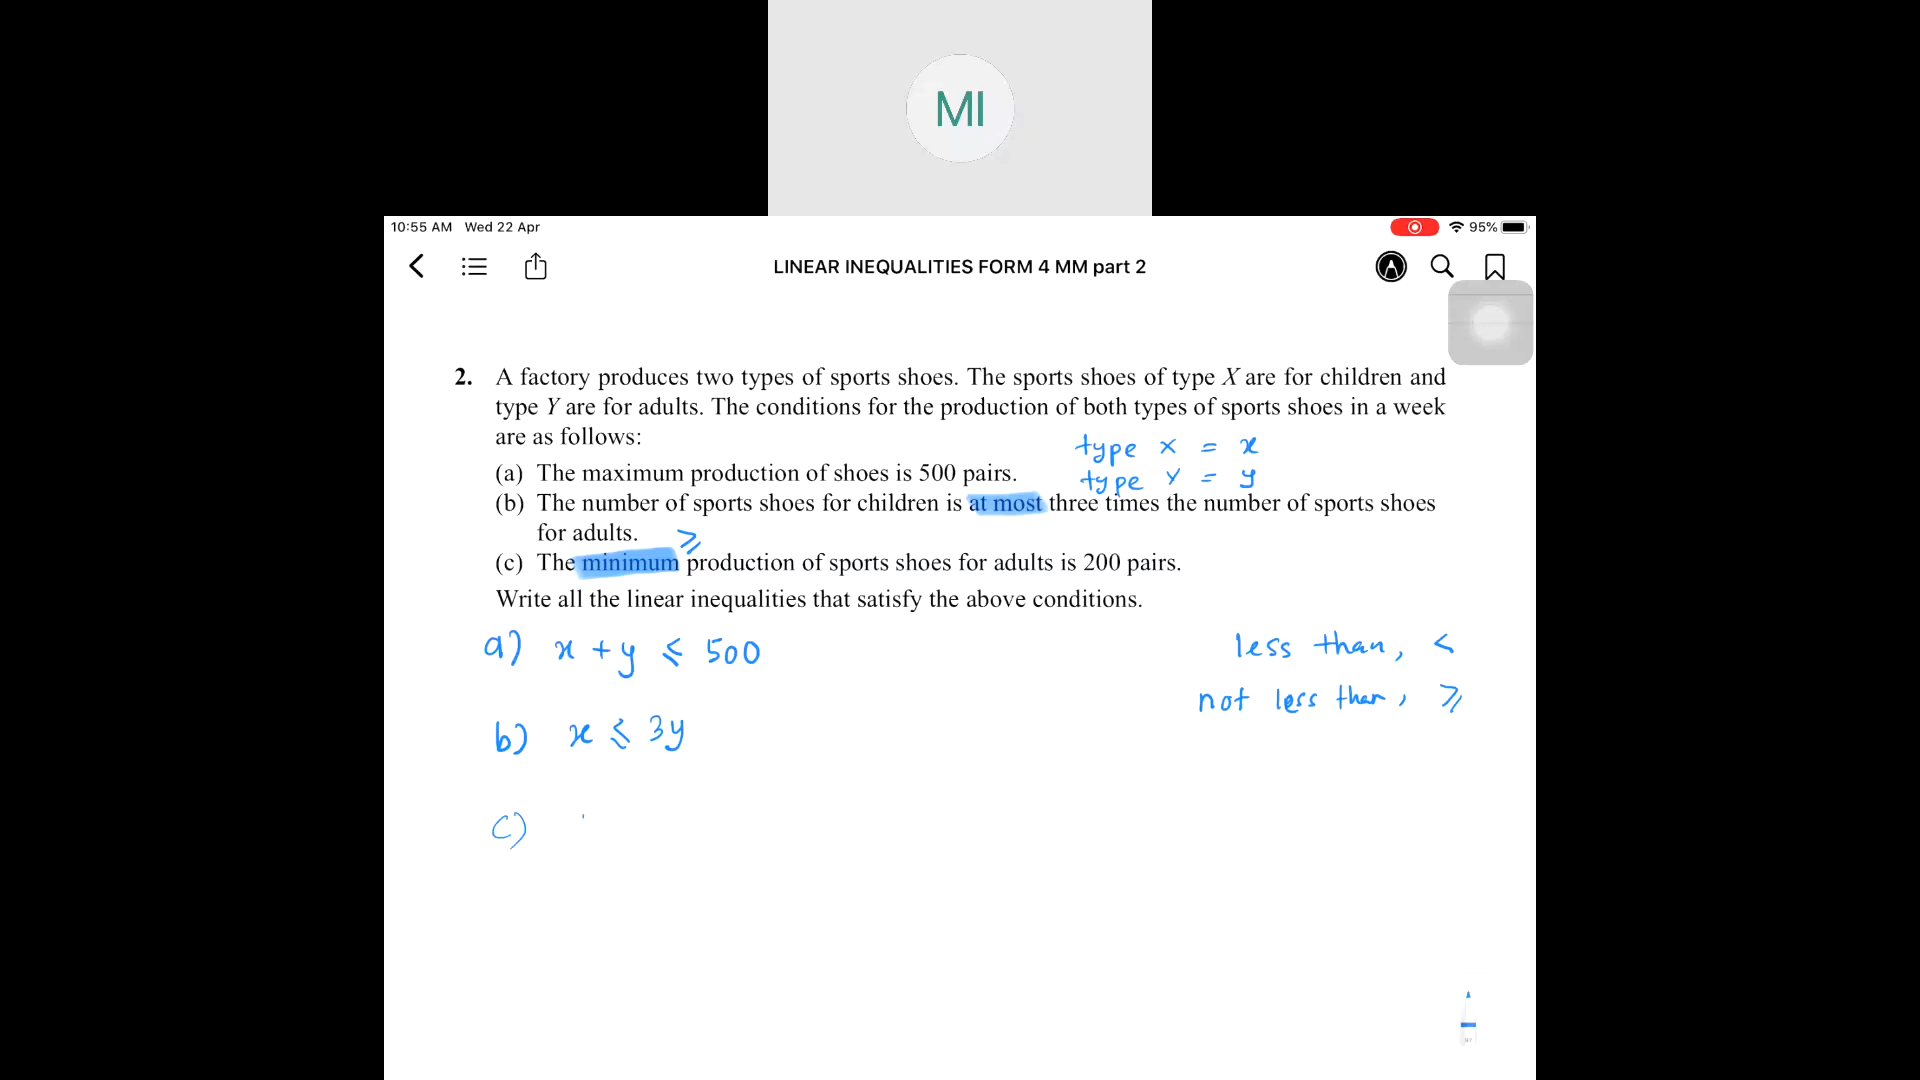 MI
10:55 AM Wed 22 Apr 95%
LINEAR INEQUALITIES FORM 4 MM part 2
2. A factory produces two types of sports shoes. The sports shoes of type X are for children and
type Y are for adults. The conditions for the production of both types of sports shoes in a week
are as follows:
type X = x
(a) The maximum production of shoes is 500 pairs.
type Y = y
(b) The number of sports shoes for children is at most three times the number of sports shoes
for adults. ⩾
(c) The minimum production of sports shoes for adults is 200 pairs.
Write all the linear inequalities that satisfy the above conditions.
a) x + y ⩽ 500
less than, <
not less than, ⩾
b) x ⩽ 3y
c)